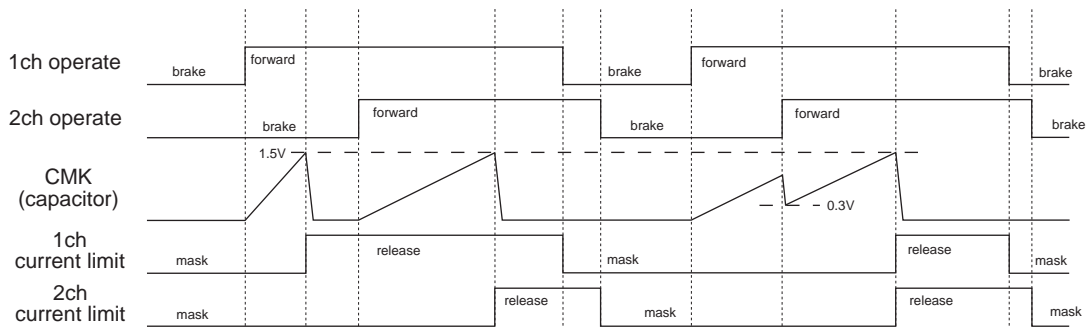 1ch operate
brake
forward
brake
forward
brake
2ch operate
brake
forward
brake
forward
brake
CMK
(capacitor)
1.5V
0.3V
1ch
current limit
mask
release
mask
release
mask
2ch
current limit
mask
release
mask
release
mask